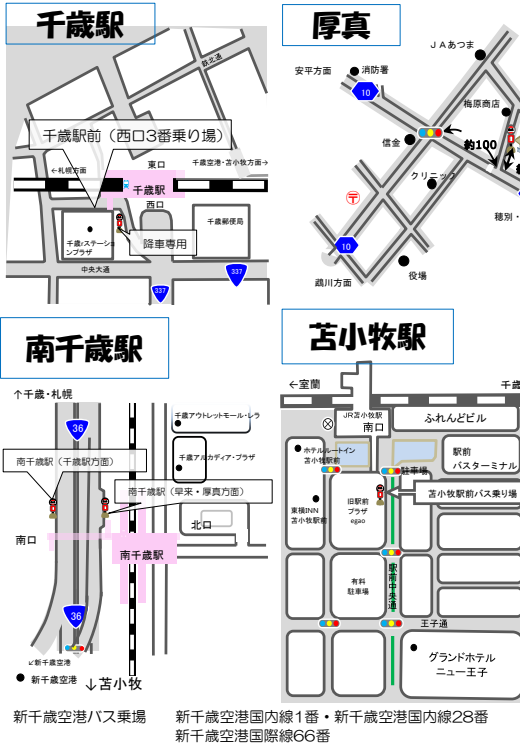 千歳駅
鉄北通
千歳駅前（西口3番乗り場）
←札幌方面
東口
千歳空港・苫小牧方面→
千歳駅
西口
千歳郵便局
千歳ステーションプラザ
降車専用
中央大通
337
337
厚真
JAあつま
安平方面
消防署
10
梅原商店
信金
約100
クリニック
〒
穂別・
10
役場
鵡川方面
南千歳駅
↑千歳・札幌
36
千歳アウトレットモール・レラ
南千歳駅（千歳駅方面）
千歳アルカディア・プラザ
南千歳駅（早来・厚真方面）
北口
南口
南千歳駅
36
↙新千歳空港
新千歳空港
↓苫小牧
苫小牧駅
←室蘭
千歳
JR苫小牧駅
南口
ふれんどビル
ホテルルートイン
苫小牧駅前
駐車場
駅前
バスターミナル
苫小牧駅前バス乗り場
東横INN
苫小牧駅前
旧駅前
プラザ
egao
有料
駐車場
駅前中央通
王子通
グランドホテル
ニュー王子
新千歳空港バス乗場
新千歳空港国内線1番・新千歳空港国内線28番
新千歳空港国際線66番